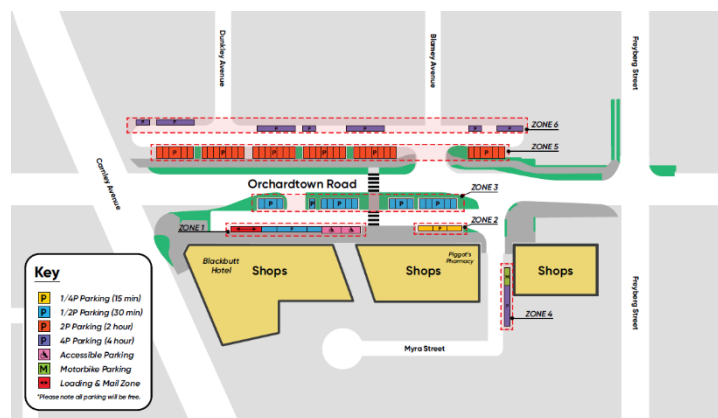 Dunkley Avenue
Blamey Avenue
Freyberg Street
P
P
P
P
P
P
P
ZONE 6
P
P
P
P
P
P
ZONE 5
Carnley Avenue
Orchardtown Road
ZONE 3
P
P
P
P
P
ZONE 1
P
ZONE 2
P
Blackbutt
Hotel
Shops
Shops
Piggot's
Pharmacy
Shops
M
P
ZONE 4
Freyberg Street
Myra Street
Key
P 1/4P Parking (15 min)
P 1/2P Parking (30 min)
P 2P Parking (2 hour)
P 4P Parking (4 hour)
Accessible Parking
M Motorbike Parking
Loading & Mail Zone
*Please note all parking will be free.